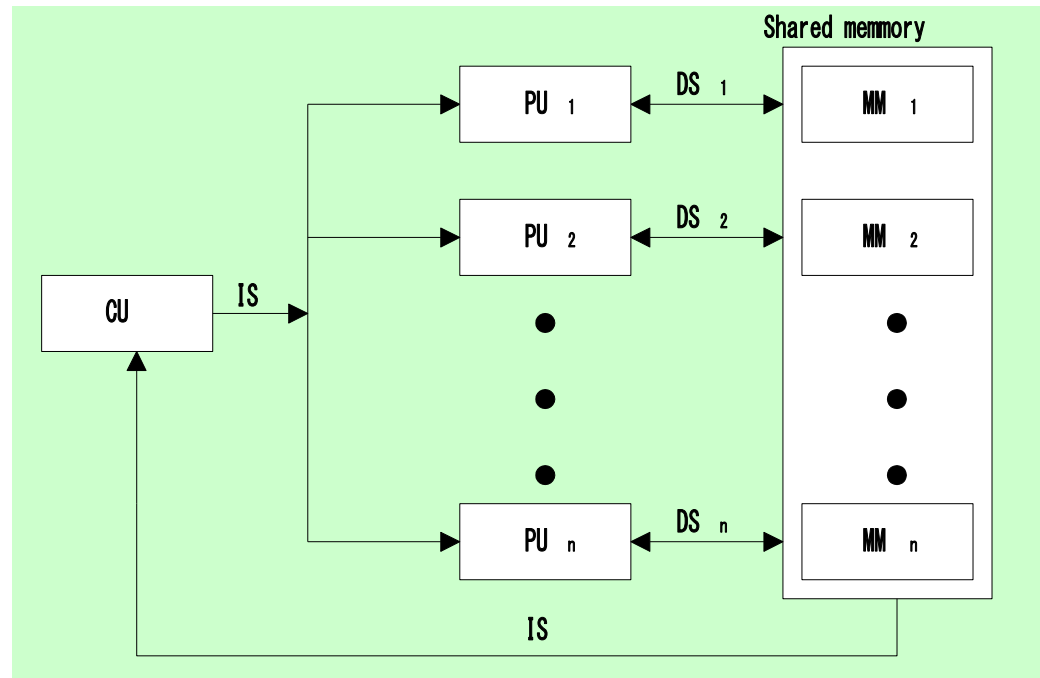 Shared memmory
PU 1
DS 1
MM 1
PU 2
DS 2
MM 2
CU
IS
PU n
DS n
MM n
IS